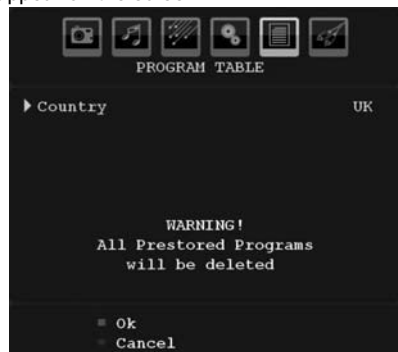 PROGRAM TABLE
Country UK
WARNING!
All Prestored Programs
will be deleted
Ok
Cancel